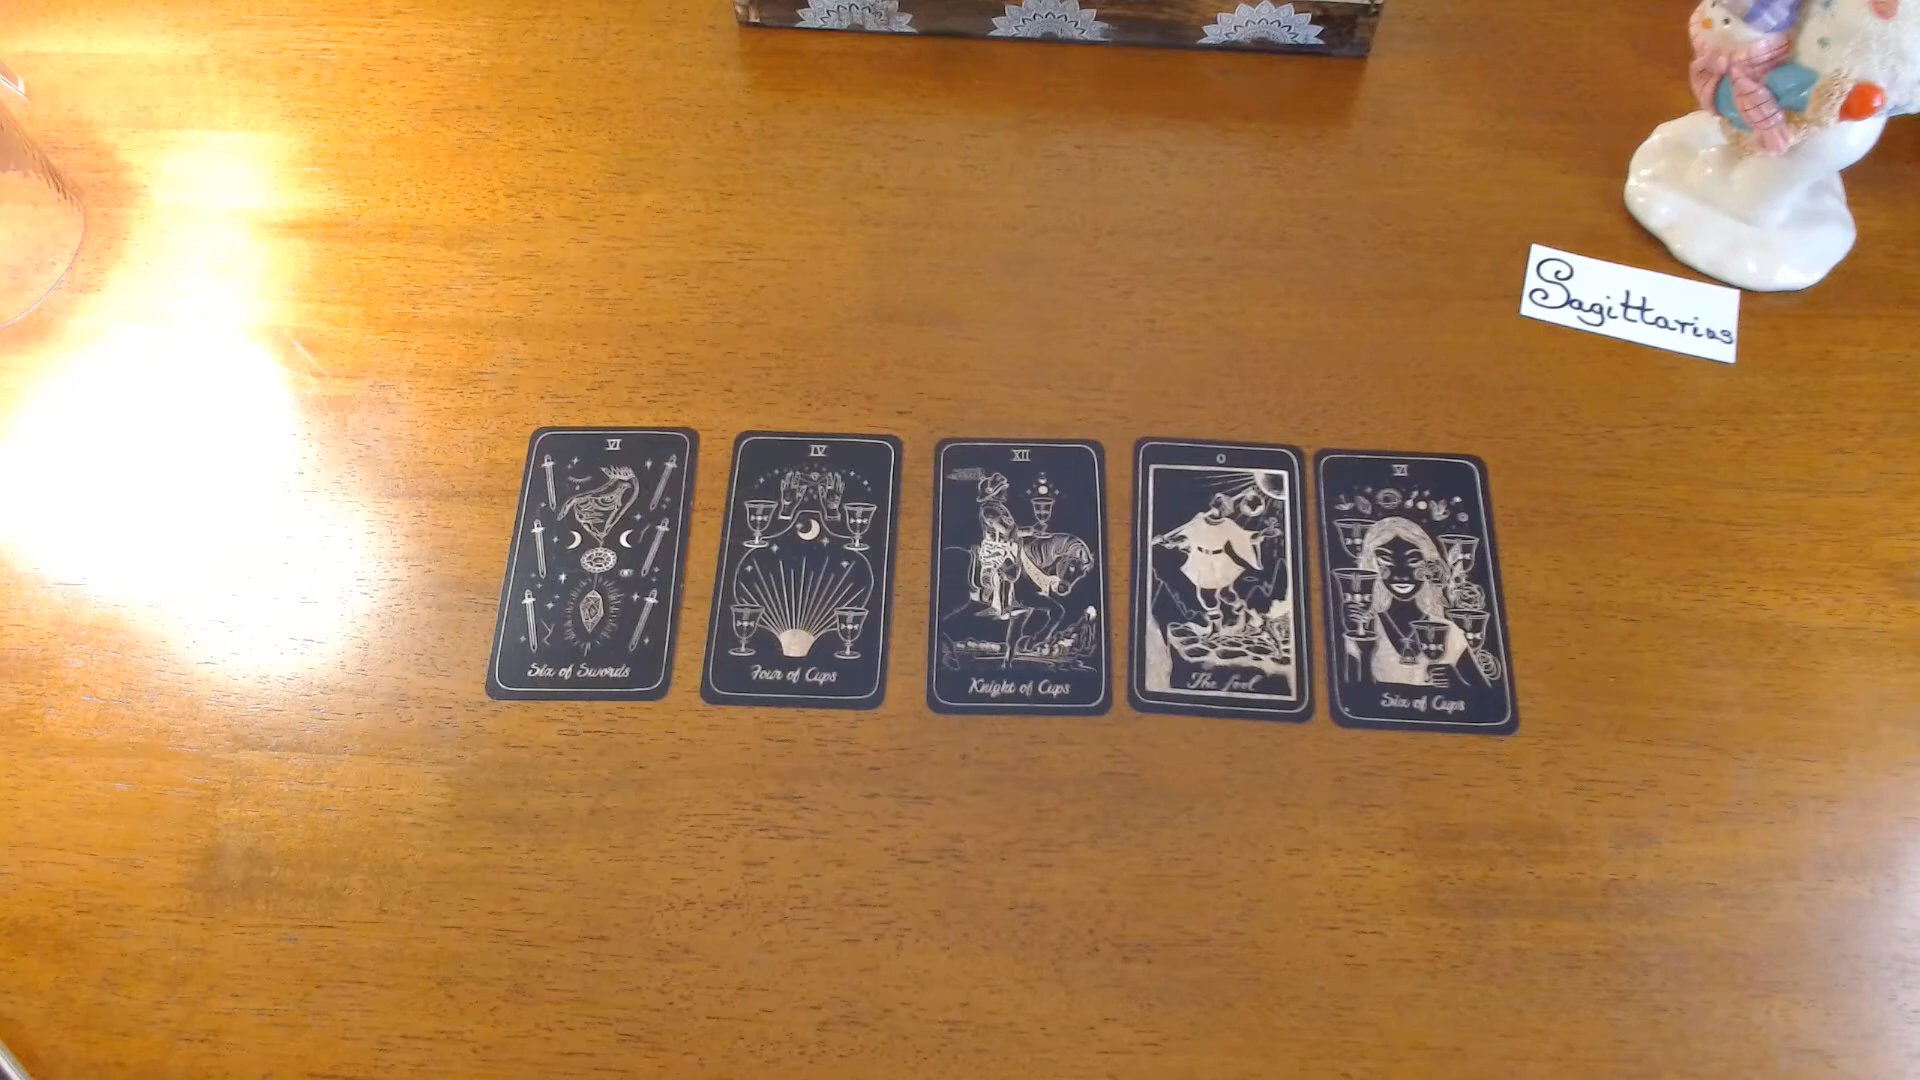 Sagittarius
VI
Six of Swords
IV
Four of Cups
XII
Knight of Cups
0
The fool
VI
Six of Cups